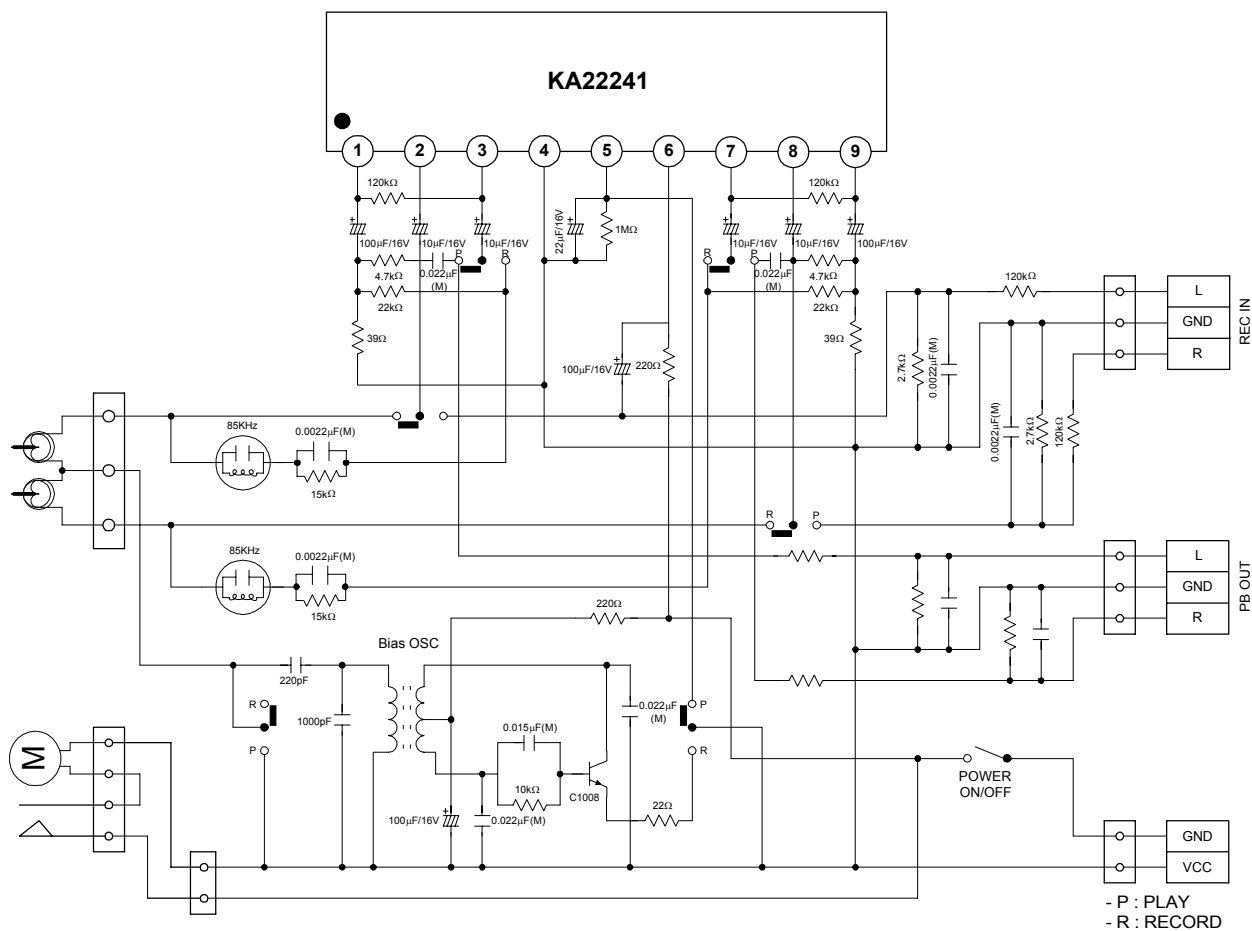 KA22241
1 2 3 4 5 6 7 8 9
120kΩ
120kΩ
100μF/16V
10μF/16V
10μF/16V
22μF/16V
1MΩ
10μF/16V
10μF/16V
100μF/16V
P
R
R
P
0.022μF
(M)
0.022μF
(M)
4.7kΩ
22kΩ
4.7kΩ
22kΩ
39Ω
39Ω
100μF/16V
220Ω
120kΩ
2.7kΩ
0.0022μF(M)
0.0022μF(M)
2.7kΩ
120kΩ
L
GND
R
REC IN
85KHz
0.0022μF(M)
15kΩ
R
P
85KHz
0.0022μF(M)
15kΩ
L
GND
R
PB OUT
220Ω
Bias OSC
220pF
R
P
1000pF
0.015μF(M)
10kΩ
C1008
0.022μF
(M)
P
R
22Ω
100μF/16V
0.022μF(M)
M
POWER
ON/OFF
GND
VCC
- P : PLAY
- R : RECORD